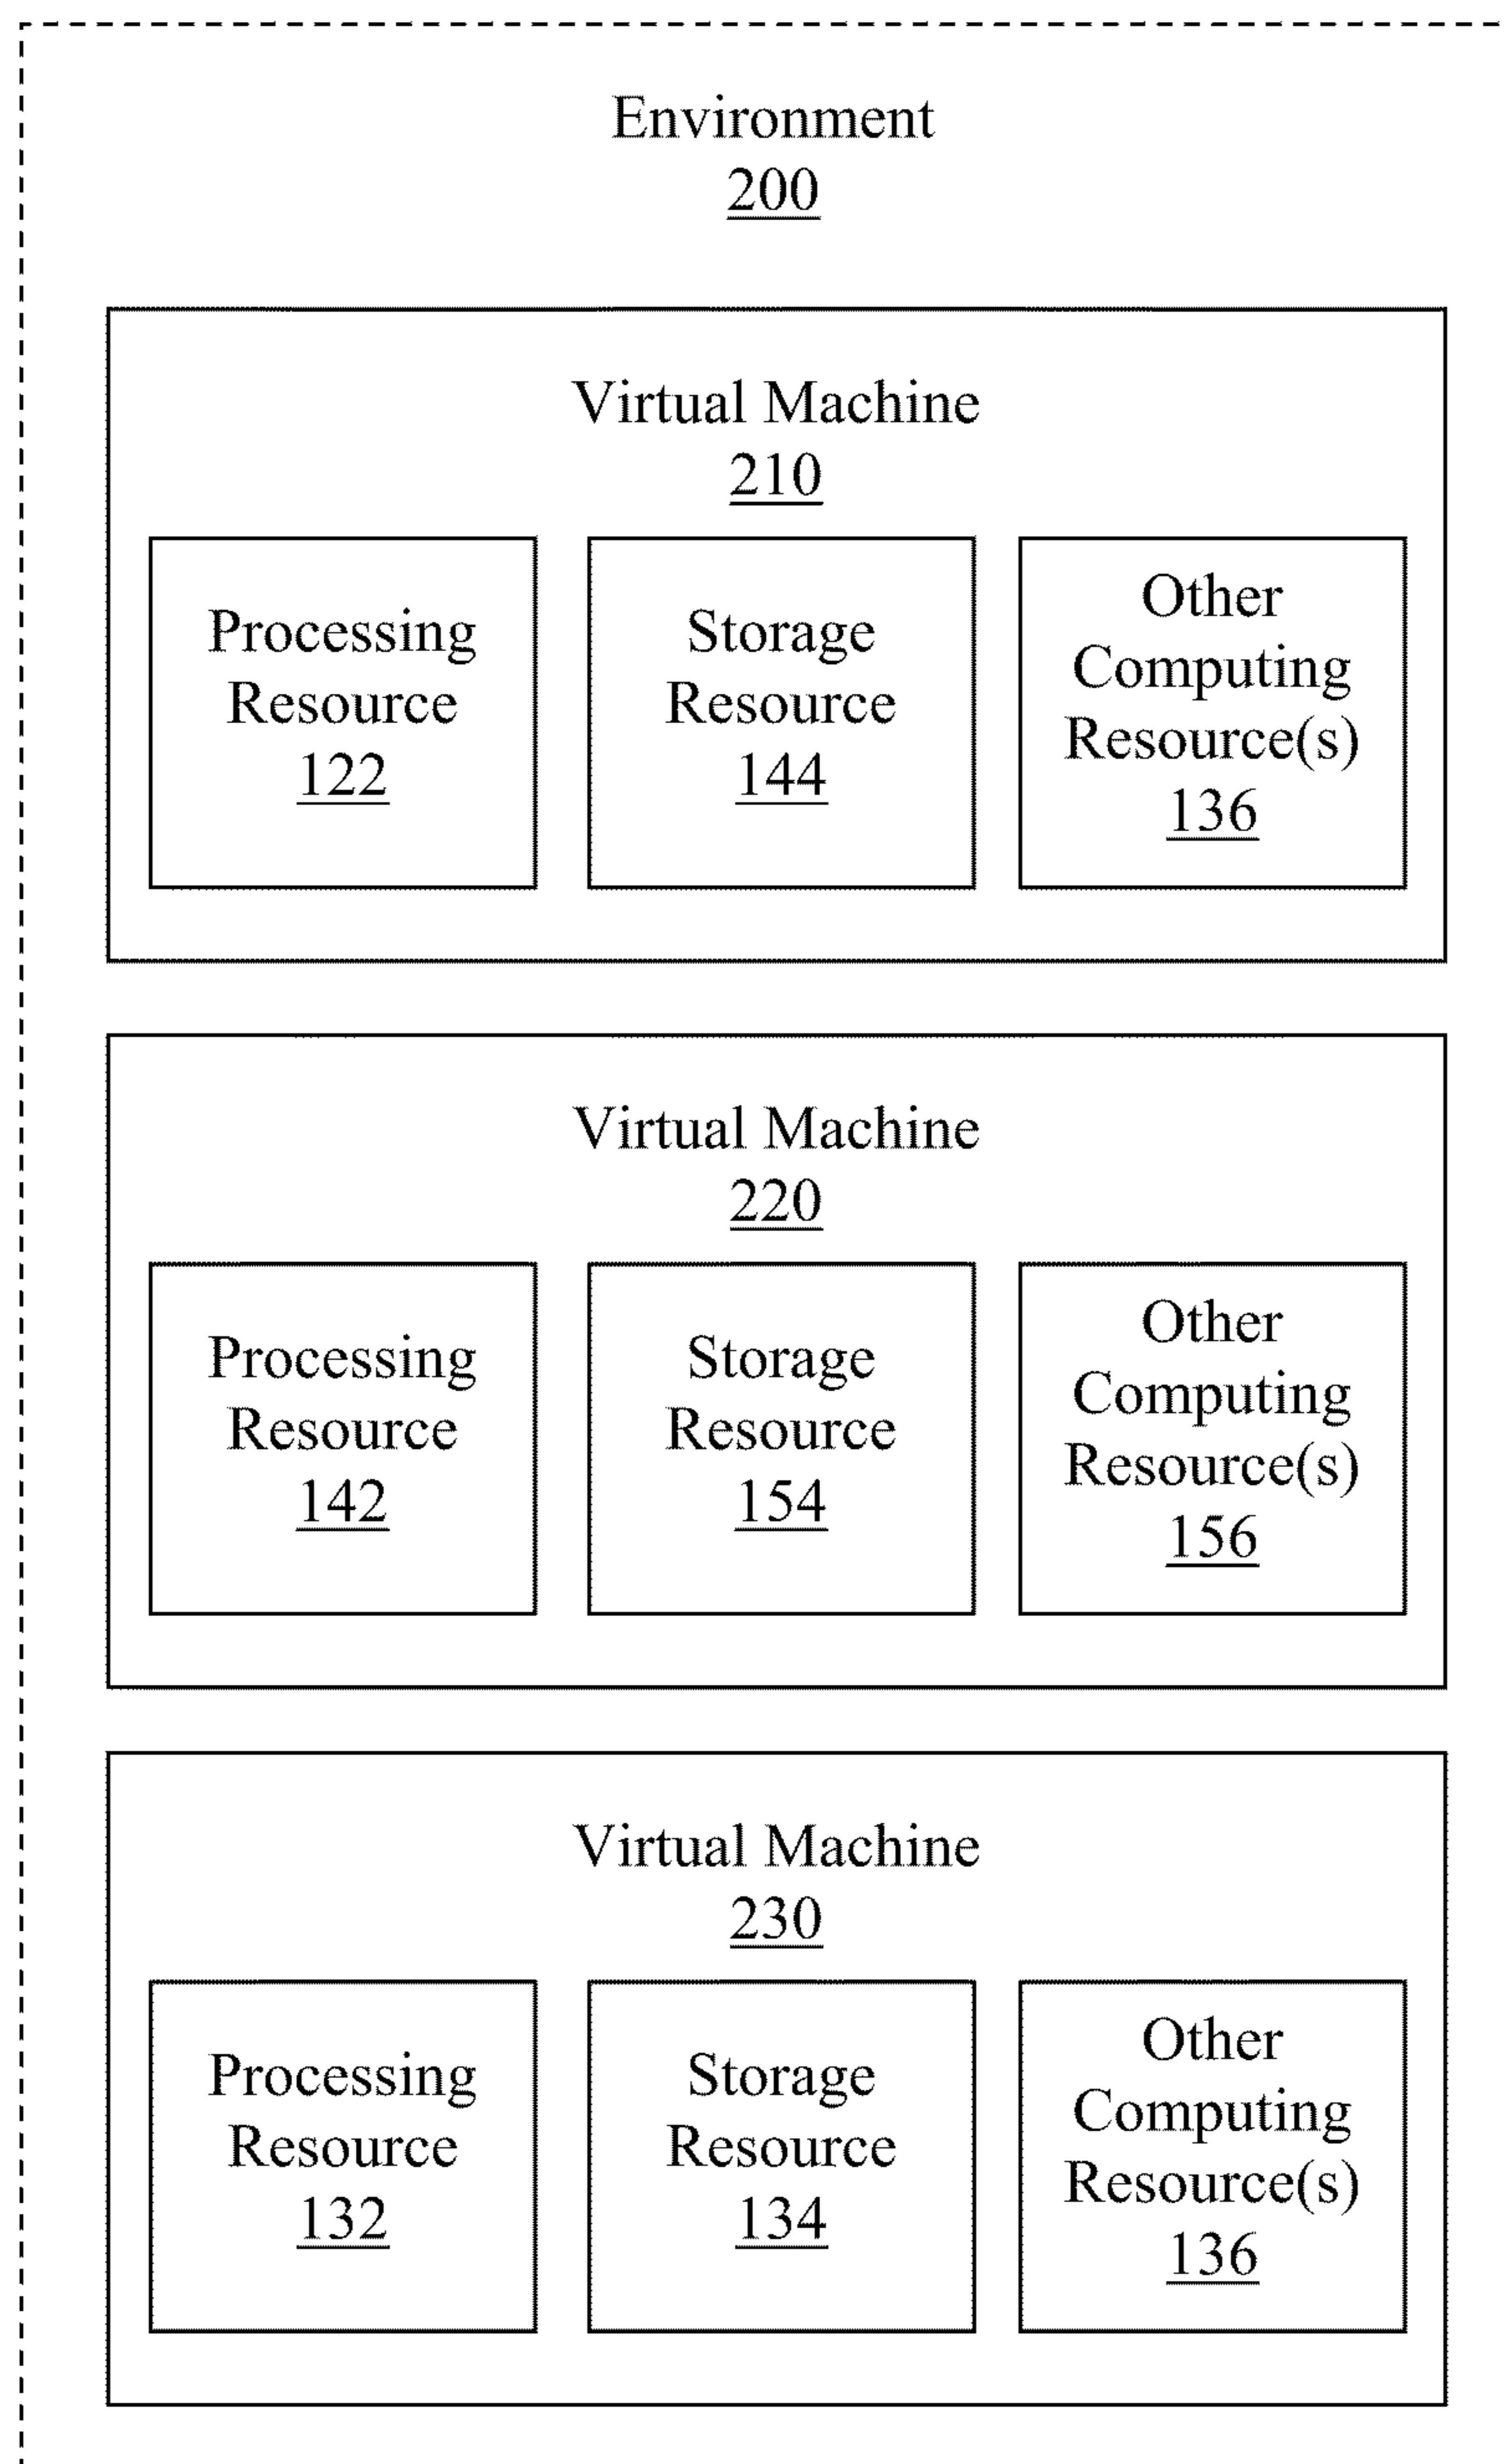 Environment
200
Virtual Machine
210
Processing
Resource
122
Storage
Resource
144
Other
Computing
Resource(s)
136
Virtual Machine
220
Processing
Resource
142
Storage
Resource
154
Other
Computing
Resource(s)
156
Virtual Machine
230
Processing
Resource
132
Storage
Resource
134
Other
Computing
Resource(s)
136